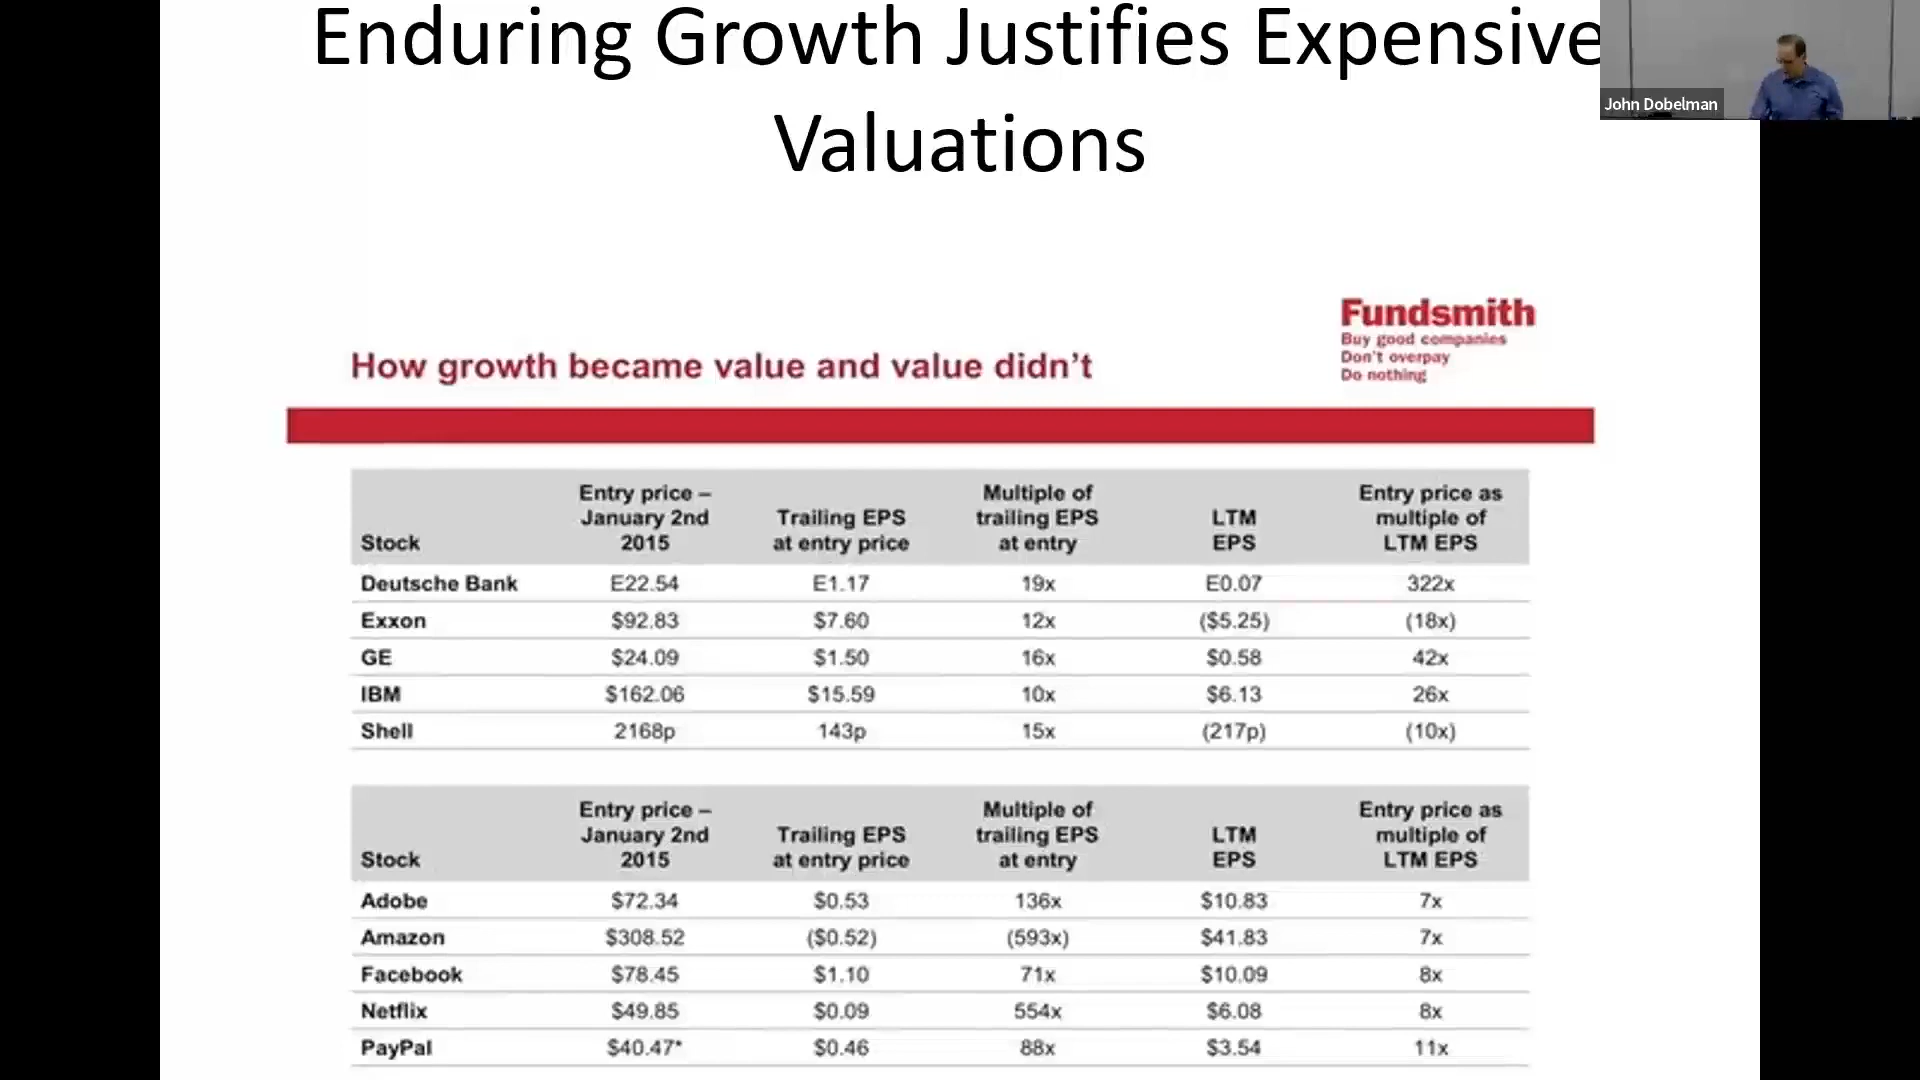 Enduring Growth Justifies Expensive
Valuations
John Dobelman
Fundsmith
Buy good companies
Don't overpay
Do nothing
How growth became value and value didn't
Stock Entry price – January 2nd 2015 Trailing EPS at entry price Multiple of trailing EPS at entry LTM EPS Entry price as multiple of LTM EPS
Deutsche Bank E22.54 E1.17 19x E0.07 322x
Exxon $92.83 $7.60 12x ($5.25) (18x)
GE $24.09 $1.50 16x $0.58 42x
IBM $162.06 $15.59 10x $6.13 26x
Shell 2168p 143p 15x (217p) (10x)
Stock Entry price – January 2nd 2015 Trailing EPS at entry price Multiple of trailing EPS at entry LTM EPS Entry price as multiple of LTM EPS
Adobe $72.34 $0.53 136x $10.83 7x
Amazon $308.52 ($0.52) (593x) $41.83 7x
Facebook $78.45 $1.10 71x $10.09 8x
Netflix $49.85 $0.09 554x $6.08 8x
PayPal $40.47* $0.46 88x $3.54 11x